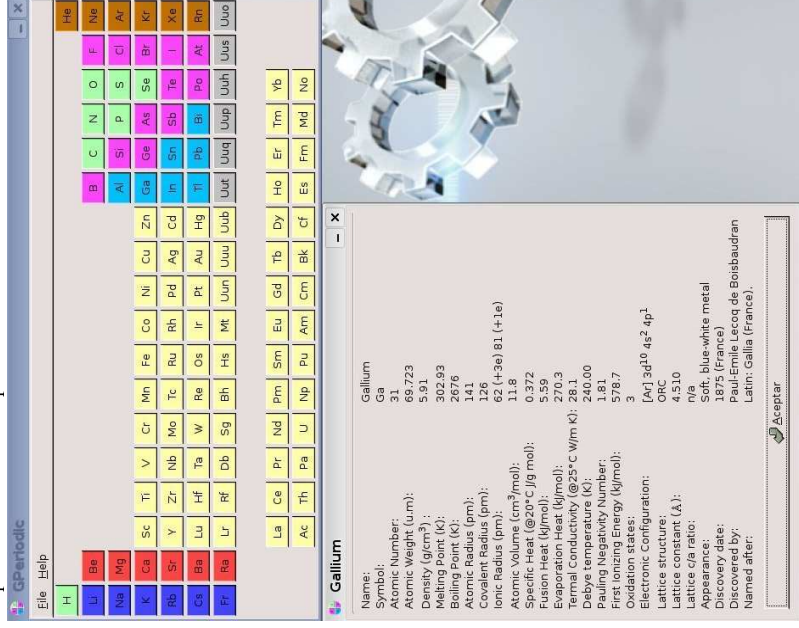 GPeriodic
File Help
H He
Li Be B C N O F Ne
Na Mg Al Si P S Cl Ar
K Ca Sc Ti V Cr Mn Fe Co Ni Cu Zn Ga Ge As Se Br Kr
Rb Sr Y Zr Nb Mo Tc Ru Rh Pd Ag Cd In Sn Sb Te I Xe
Cs Ba Lu Hf Ta W Re Os Ir Pt Au Hg Tl Pb Bi Po At Rn
Fr Ra Lr Rf Db Sg Bh Hs Mt Uun Uuu Uub Uut Uuq Uup Uuh Uus Uuo
La Ce Pr Nd Pm Sm Eu Gd Tb Dy Ho Er Tm Yb
Ac Th Pa U Np Pu Am Cm Bk Cf Es Fm Md No
Gallium
Name: Gallium
Symbol: Ga
Atomic Number: 31
Atomic Weight (u.m): 69.723
Density (g/cm³) : 5.91
Melting Point (K): 302.93
Boiling Point (K): 2676
Atomic Radius (pm): 141
Covalent Radius (pm): 126
Ionic Radius (pm): 62 (+3e) 81 (+1e)
Atomic Volume (cm³/mol): 11.8
Specific Heat (@20°C J/g mol): 0.372
Fusion Heat (kJ/mol): 5.59
Evaporation Heat (kJ/mol): 270.3
Termal Conductivity (@25°C W/m K): 28.1
Debye temperature (K): 240.00
Pauling Negativity Number: 1.81
First Ionizing Energy (kJ/mol): 578.7
Oxidation states: 3
Electronic Configuration: [Ar] 3d¹⁰ 4s² 4p¹
Lattice structure: ORC
Lattice constant (Å): 4.510
Lattice c/a ratio: n/a
Appearance: Soft, blue-white metal
Discovery date: 1875 (France)
Discovered by: Paul-Emile Lecoq de Boisbaudran
Named after: Latin: Gallia (France).
Aceptar